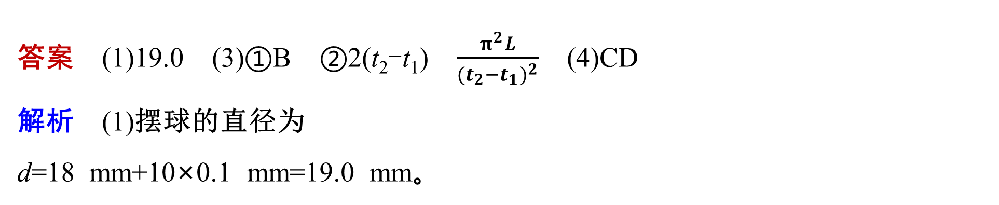 答案 (1)19.0 (3)①B ②2(t₂−t₁) π²L/(t₂−t₁)² (4)CD
解析 (1)摆球的直径为
d=18 mm+10×0.1 mm=19.0 mm。